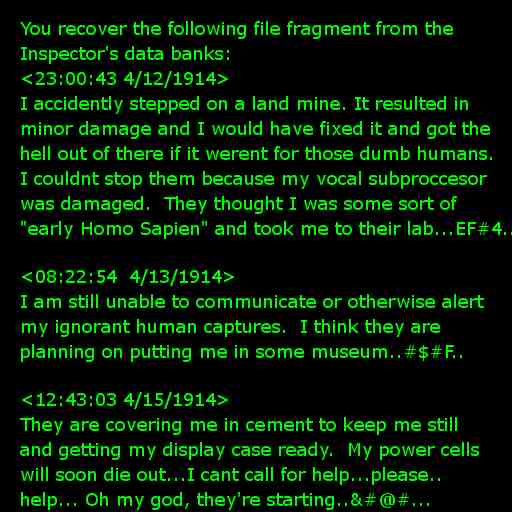 You recover the following file fragment from the
Inspector's data banks:
<23:00:43 4/12/1914>
I accidently stepped on a land mine. It resulted in
minor damage and I would have fixed it and got the
hell out of there if it werent for those dumb humans.
I couldnt stop them because my vocal subproccesor
was damaged.  They thought I was some sort of
"early Homo Sapien" and took me to their lab...EF#4..
<08:22:54  4/13/1914>
I am still unable to communicate or otherwise alert
my ignorant human captures.  I think they are
planning on putting me in some museum..#$#F..
<12:43:03 4/15/1914>
They are covering me in cement to keep me still
and getting my display case ready.  My power cells
will soon die out...I cant call for help...please..
help... Oh my god, they're starting..&#@#...